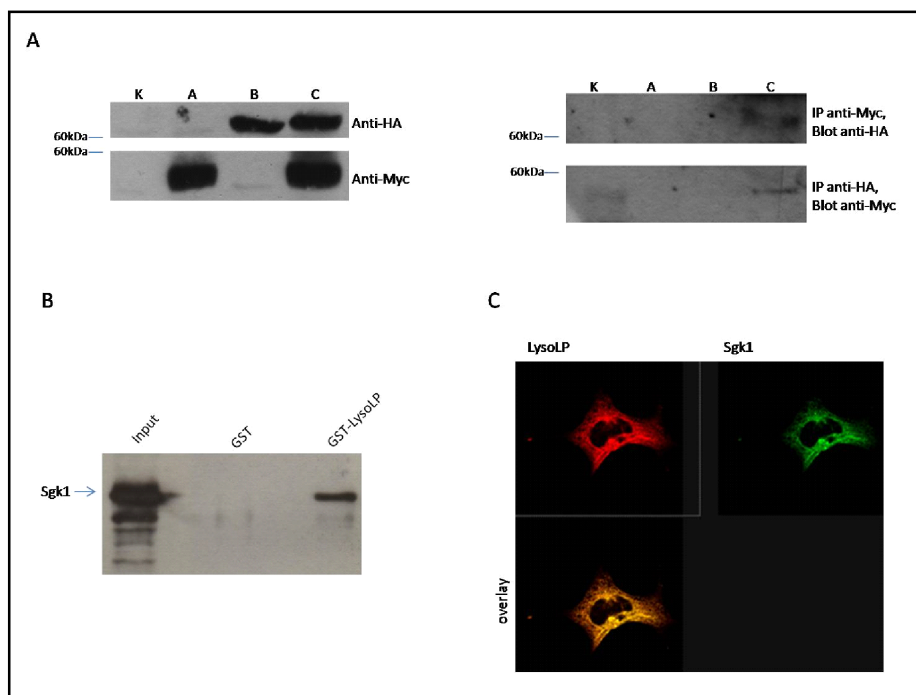 A
K A B C
Anti-HA
60kDa
60kDa
Anti-Myc
K A B C
IP anti-Myc,
Blot anti-HA
60kDa
60kDa
IP anti-HA,
Blot anti-Myc
B
Input
GST
GST-LysoLP
Sgk1
C
LysoLP
Sgk1
overlay